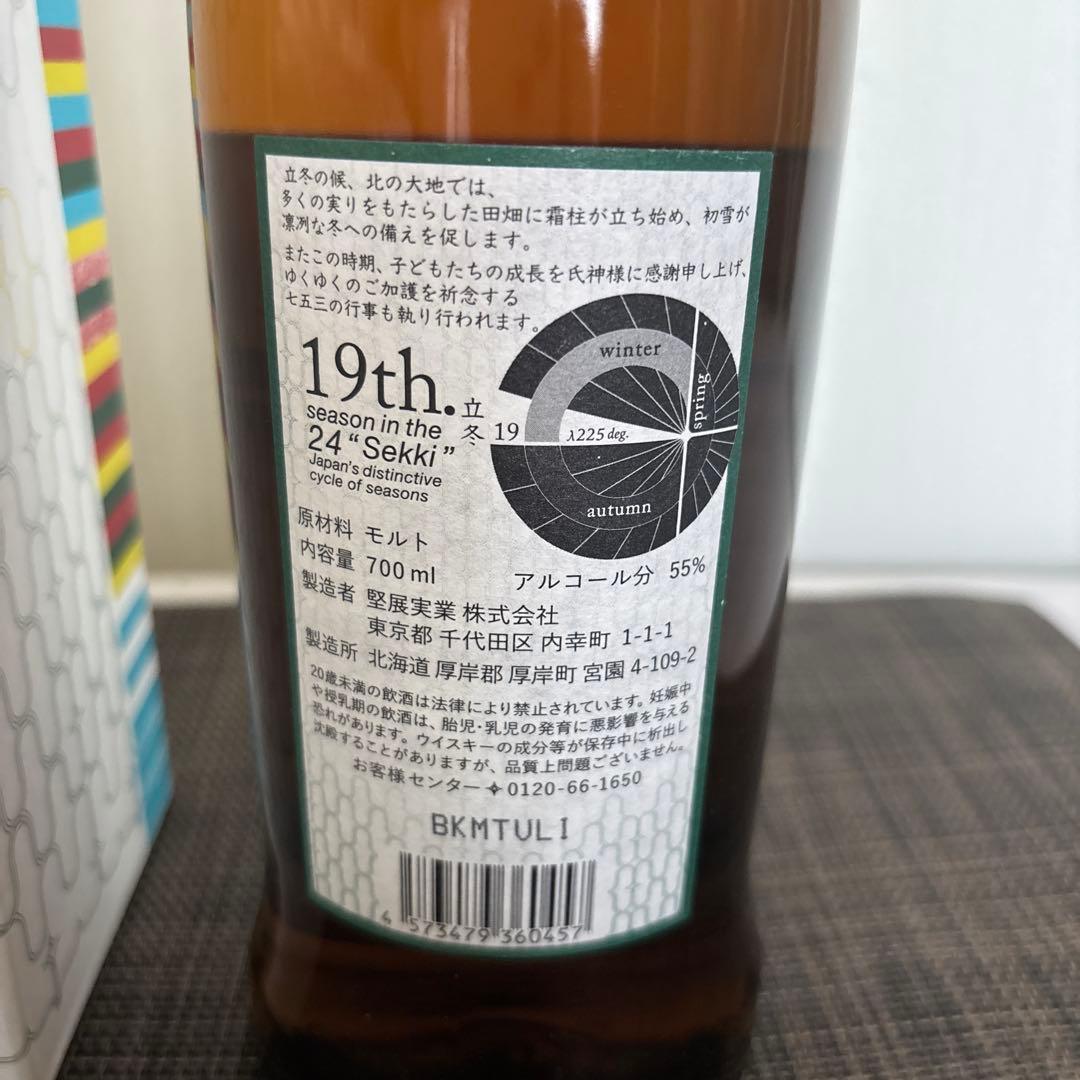 立冬の候、北の大地では、
多くの実りをもたらした田畑に霜柱が立ち始め、初雪が
凛冽な冬への備えを促します。
またこの時期、子どもたちの成長を氏神様に感謝申し上げ、
ゆくゆくのご加護を祈念する
七五三の行事も執り行われます。
19th.
season in the
24 “Sekki”
Japan's distinctive
cycle of seasons
立冬 19
λ225 deg.
winter
spring
autumn
原材料 モルト
内容量 700 ml
アルコール分 55%
製造者 堅展実業 株式会社
東京都 千代田区 内幸町 1-1-1
製造所 北海道 厚岸郡 厚岸町 宮園 4-109-2
20歳未満の飲酒は法律により禁止されています。妊娠中
や授乳期の飲酒は、胎児・乳児の発育に悪影響を与える
恐れがあります。ウイスキーの成分等が保存中に析出し
沈殿することがありますが、品質上問題ございません。
お客様センター 0120-66-1650
BKMTULI
4 573479 360457